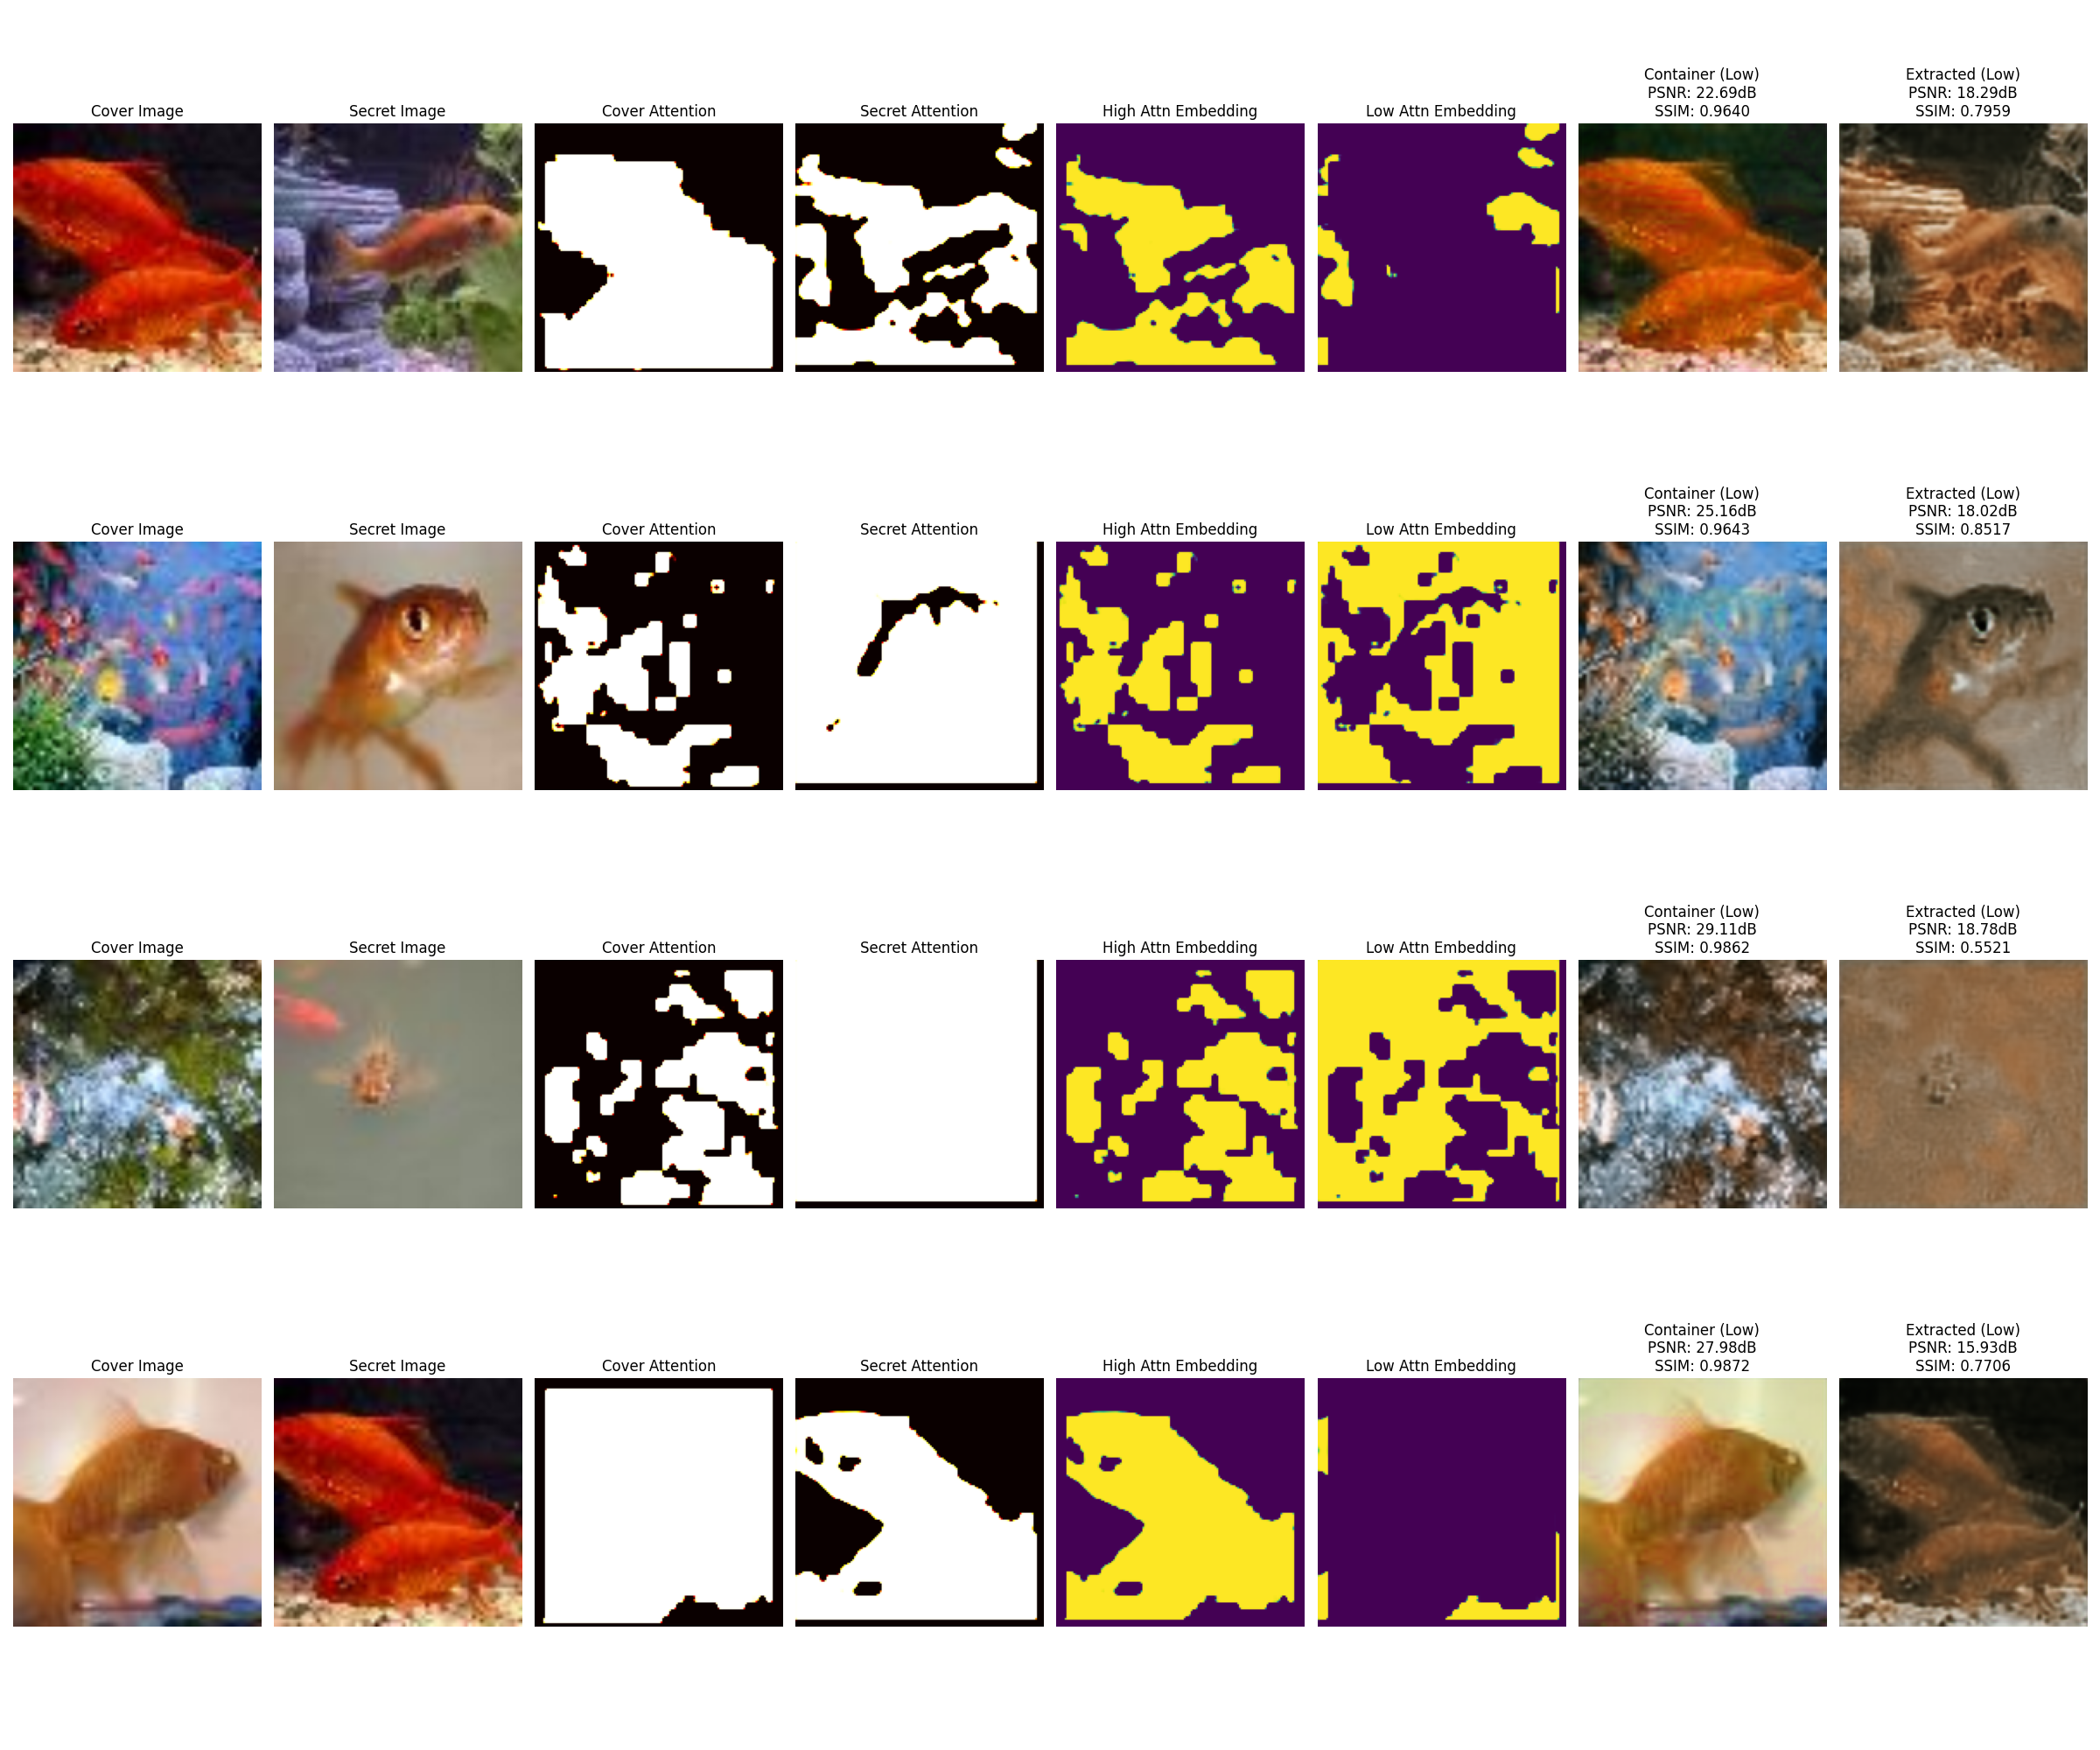 Cover Image
Secret Image
Cover Attention
Secret Attention
High Attn Embedding
Low Attn Embedding
Container (Low)
PSNR: 22.69dB
SSIM: 0.9640
Extracted (Low)
PSNR: 18.29dB
SSIM: 0.7959
Cover Image
Secret Image
Cover Attention
Secret Attention
High Attn Embedding
Low Attn Embedding
Container (Low)
PSNR: 25.16dB
SSIM: 0.9643
Extracted (Low)
PSNR: 18.02dB
SSIM: 0.8517
Cover Image
Secret Image
Cover Attention
Secret Attention
High Attn Embedding
Low Attn Embedding
Container (Low)
PSNR: 29.11dB
SSIM: 0.9862
Extracted (Low)
PSNR: 18.78dB
SSIM: 0.5521
Cover Image
Secret Image
Cover Attention
Secret Attention
High Attn Embedding
Low Attn Embedding
Container (Low)
PSNR: 27.98dB
SSIM: 0.9872
Extracted (Low)
PSNR: 15.93dB
SSIM: 0.7706